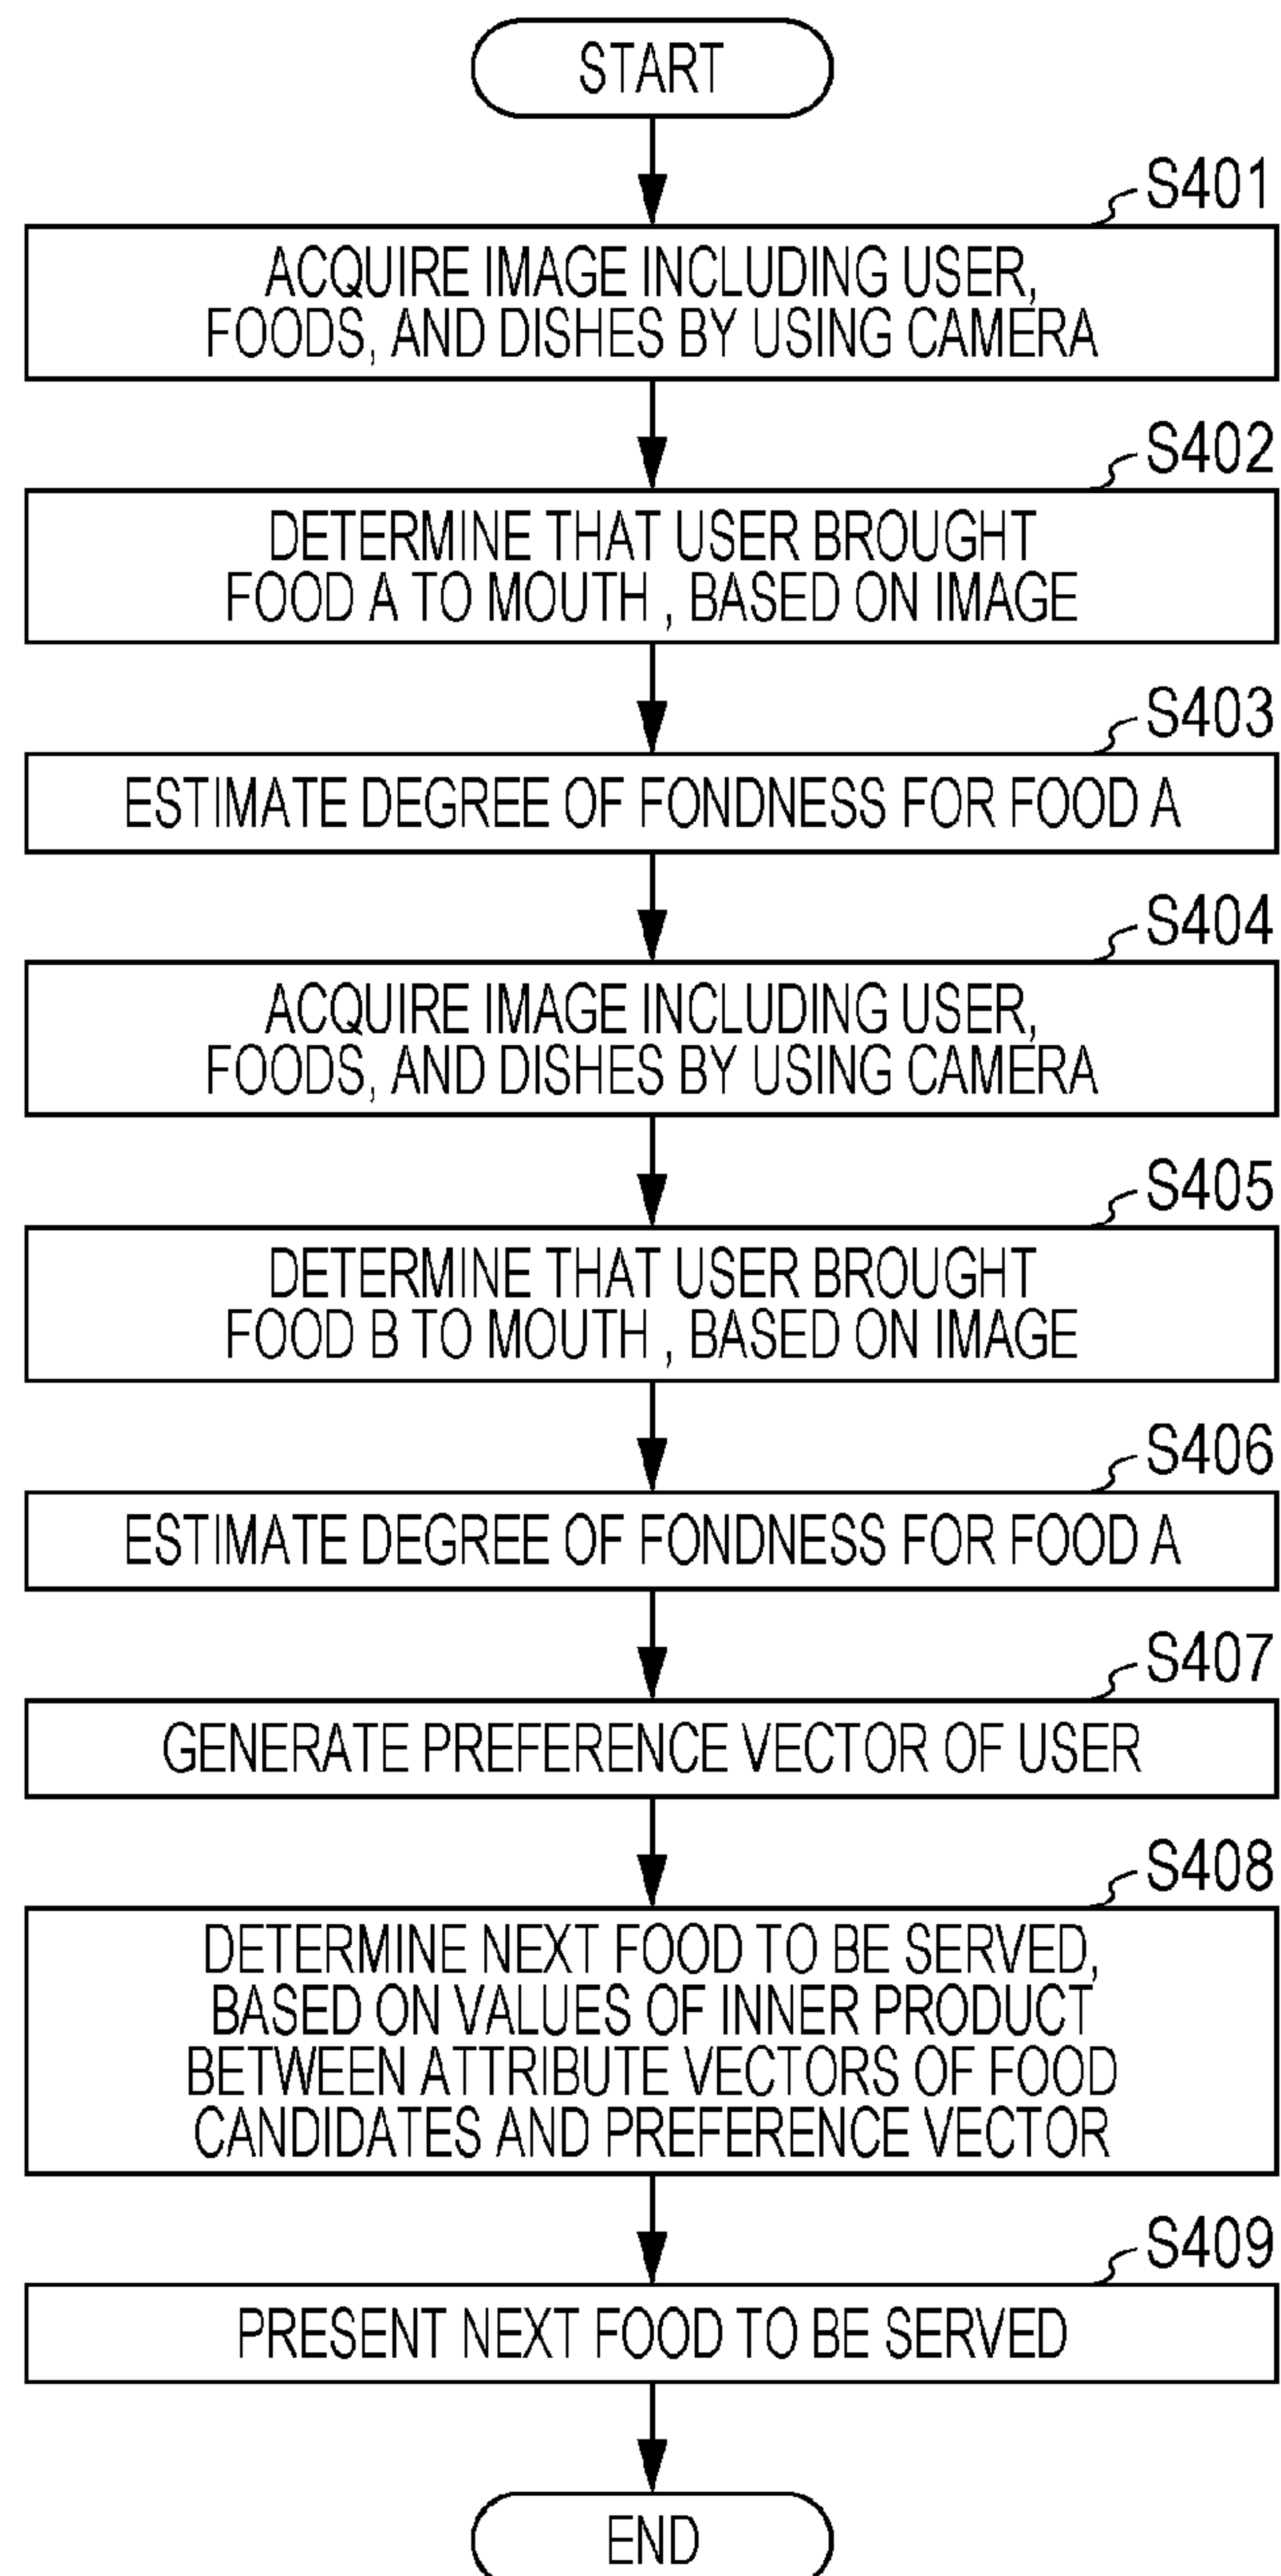 START
S401
ACQUIRE IMAGE INCLUDING USER,
FOODS, AND DISHES BY USING CAMERA
S402
DETERMINE THAT USER BROUGHT
FOOD A TO MOUTH , BASED ON IMAGE
S403
ESTIMATE DEGREE OF FONDNESS FOR FOOD A
S404
ACQUIRE IMAGE INCLUDING USER,
FOODS, AND DISHES BY USING CAMERA
S405
DETERMINE THAT USER BROUGHT
FOOD B TO MOUTH , BASED ON IMAGE
S406
ESTIMATE DEGREE OF FONDNESS FOR FOOD A
S407
GENERATE PREFERENCE VECTOR OF USER
S408
DETERMINE NEXT FOOD TO BE SERVED,
BASED ON VALUES OF INNER PRODUCT
BETWEEN ATTRIBUTE VECTORS OF FOOD
CANDIDATES AND PREFERENCE VECTOR
S409
PRESENT NEXT FOOD TO BE SERVED
END